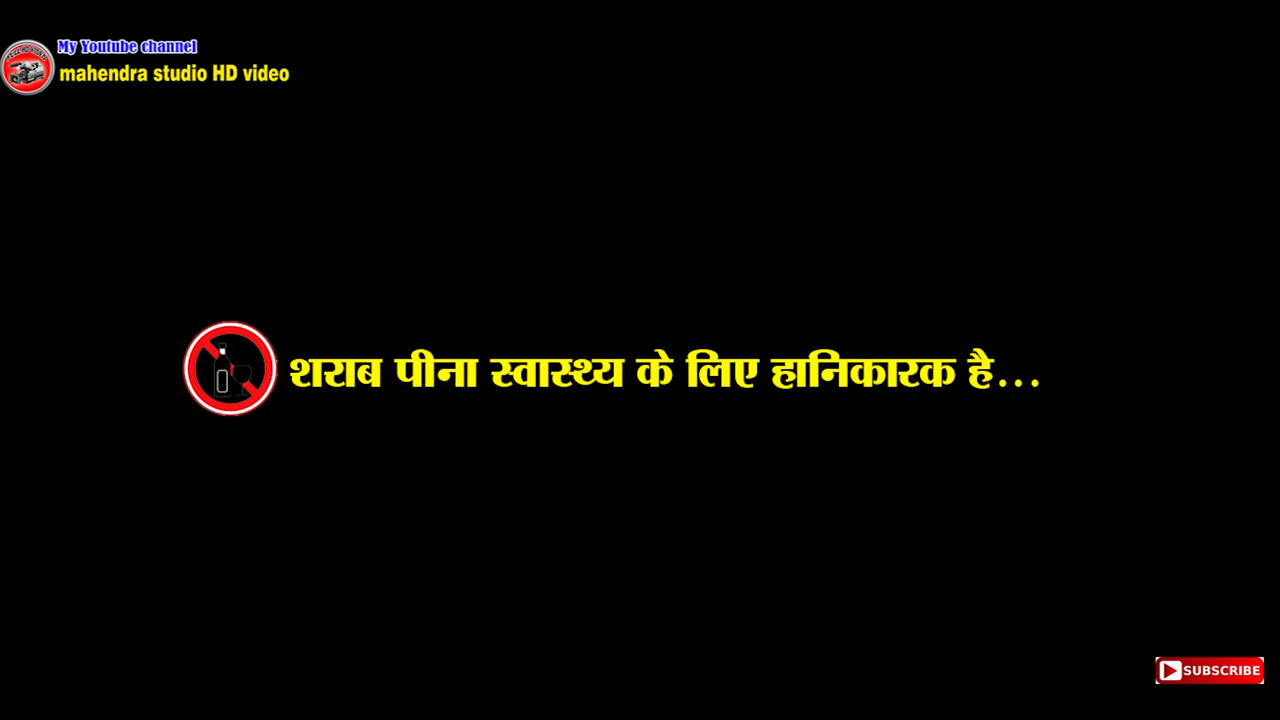 My Youtube channel
mahendra studio HD video
शराब पीना स्वास्थ्य के लिए हानिकारक है...
SUBSCRIBE